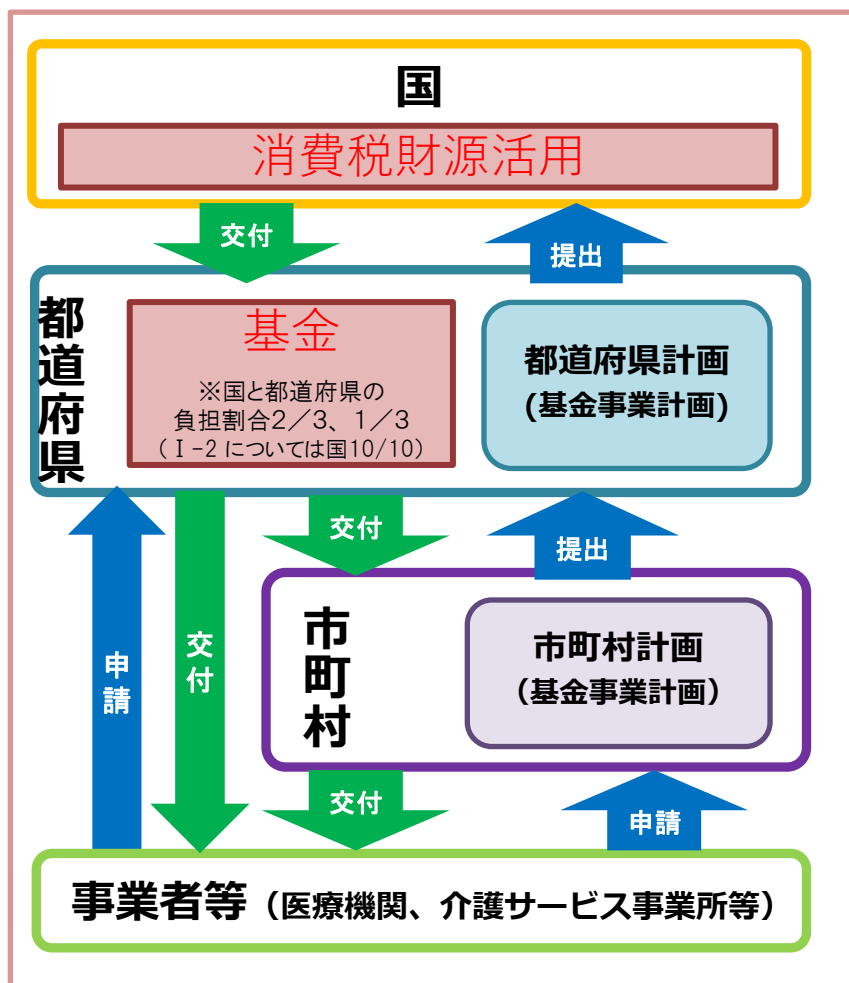 国
消費税財源活用
交付
提出
都道府県
基金
※国と都道府県の
負担割合2／3、1／3
（Ⅰ-2 については国10/10）
都道府県計画
(基金事業計画)
交付
提出
申請
交付
市町村
市町村計画
（基金事業計画）
交付
申請
事業者等（医療機関、介護サービス事業所等）